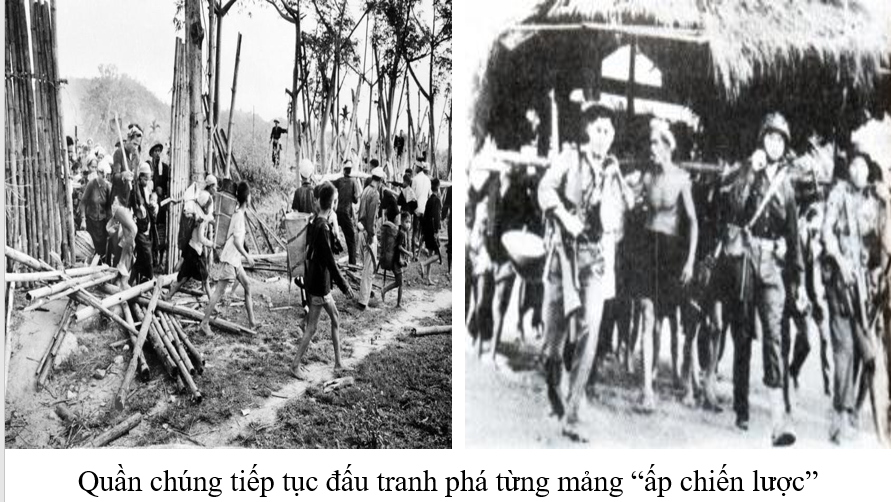 Quần chúng tiếp tục đấu tranh phá từng mảng “ấp chiến lược”